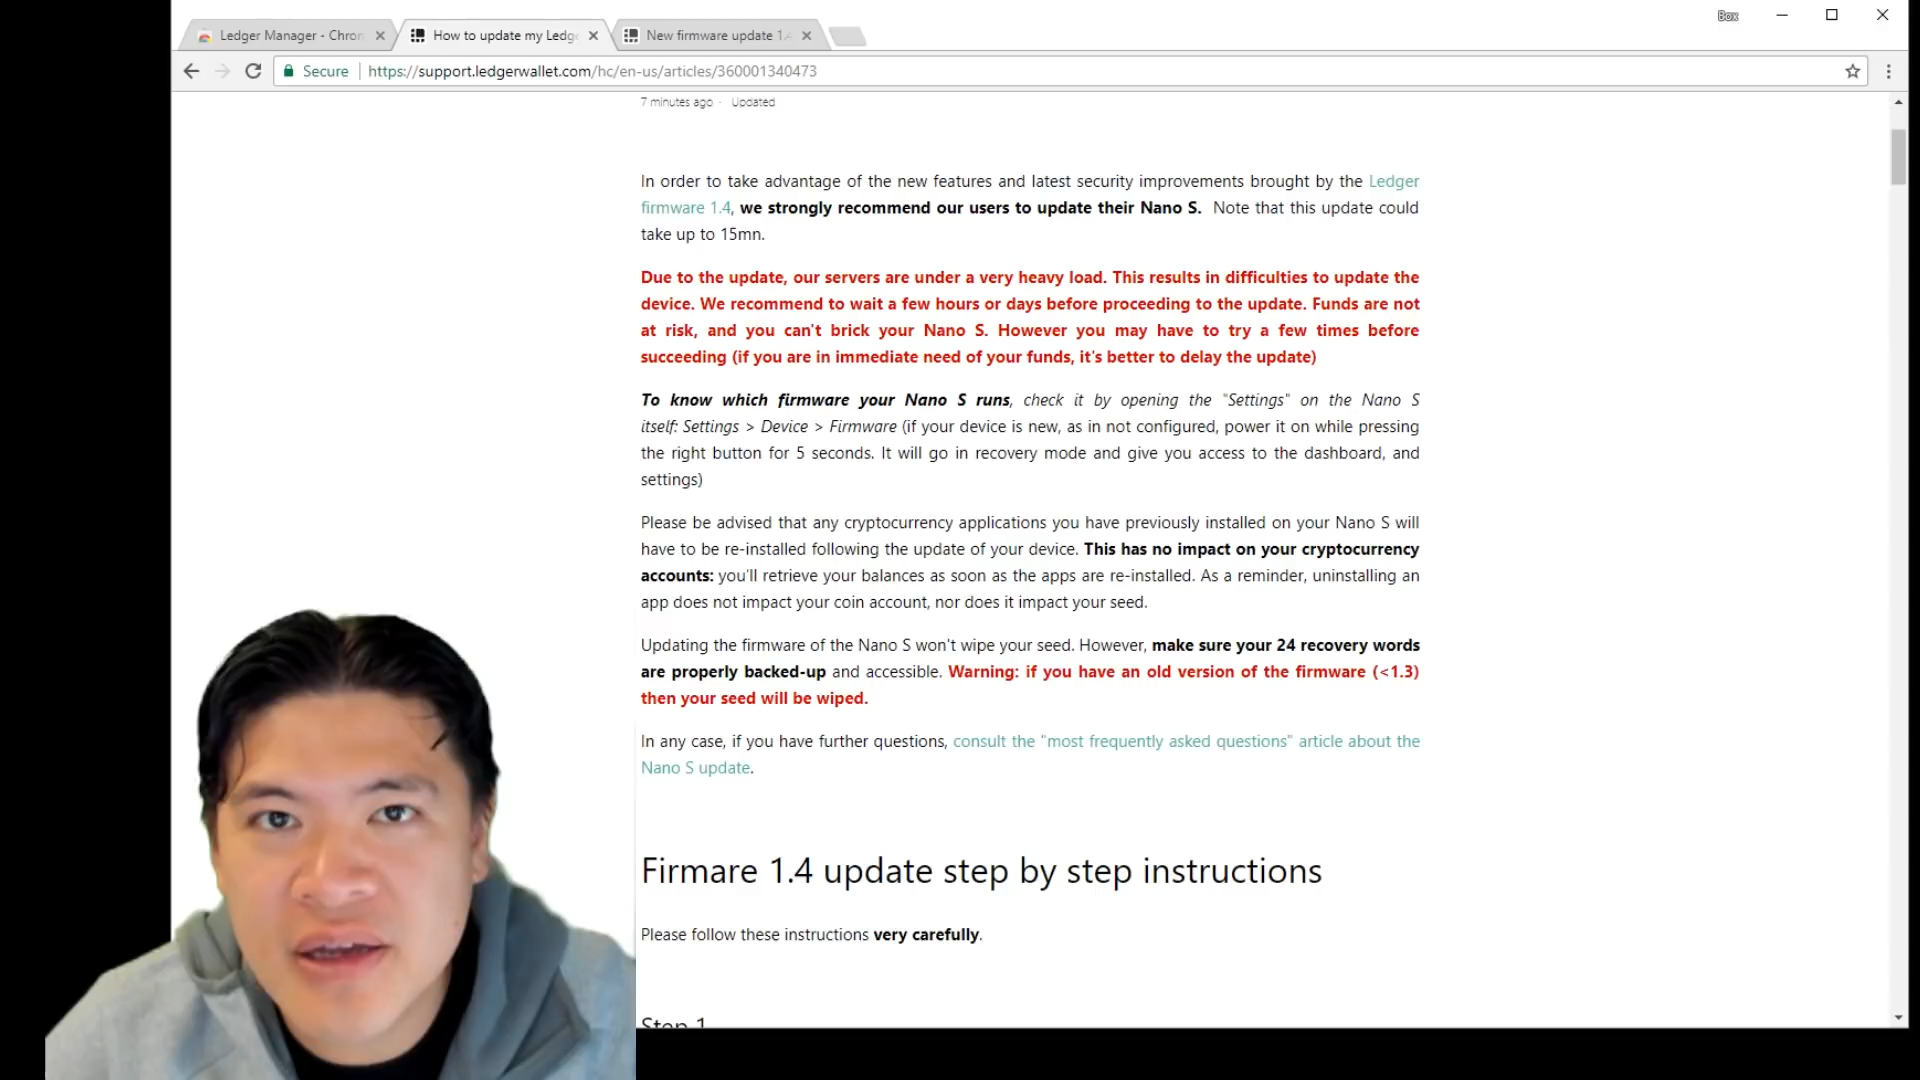 Box
Ledger Manager - Chron
How to update my Ledg
New firmware update 1.4
Secure
https://support.ledgerwallet.com/hc/en-us/articles/360001340473
7 minutes ago · Updated
In order to take advantage of the new features and latest security improvements brought by the Ledger
firmware 1.4, we strongly recommend our users to update their Nano S. Note that this update could
take up to 15mn.
Due to the update, our servers are under a very heavy load. This results in difficulties to update the
device. We recommend to wait a few hours or days before proceeding to the update. Funds are not
at risk, and you can't brick your Nano S. However you may have to try a few times before
succeeding (if you are in immediate need of your funds, it's better to delay the update)
To know which firmware your Nano S runs, check it by opening the "Settings" on the Nano S
itself: Settings > Device > Firmware (if your device is new, as in not configured, power it on while pressing
the right button for 5 seconds. It will go in recovery mode and give you access to the dashboard, and
settings)
Please be advised that any cryptocurrency applications you have previously installed on your Nano S will
have to be re-installed following the update of your device. This has no impact on your cryptocurrency
accounts: you'll retrieve your balances as soon as the apps are re-installed. As a reminder, uninstalling an
app does not impact your coin account, nor does it impact your seed.
Updating the firmware of the Nano S won't wipe your seed. However, make sure your 24 recovery words
are properly backed-up and accessible. Warning: if you have an old version of the firmware (<1.3)
then your seed will be wiped.
In any case, if you have further questions, consult the "most frequently asked questions" article about the
Nano S update.
Firmare 1.4 update step by step instructions
Please follow these instructions very carefully.
Step 1